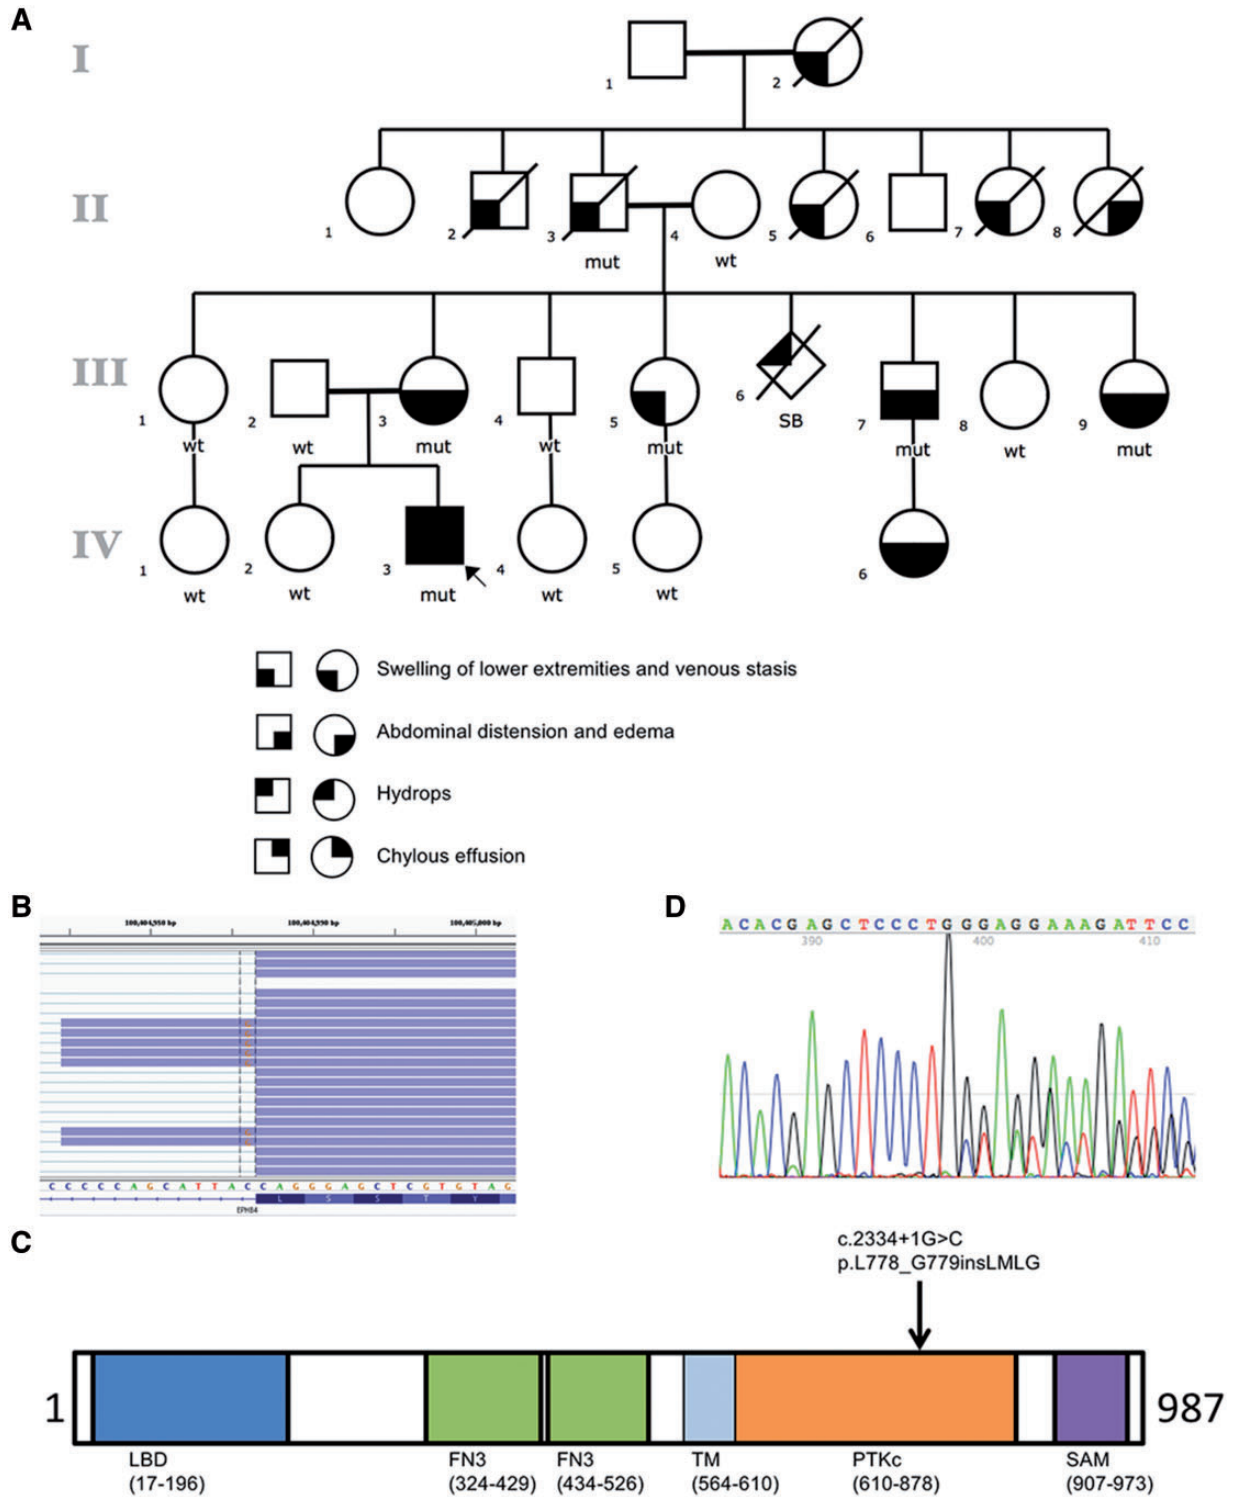 A
I
1
2
II
1
2
3
4
5
6
7
8
mut
wt
III
1
2
3
4
5
6
7
8
9
wt
wt
mut
wt
mut
SB
mut
wt
mut
IV
1
2
3
4
5
6
wt
wt
mut
wt
wt
Swelling of lower extremities and venous stasis
Abdominal distension and edema
Hydrops
Chylous effusion
B
100,404,990 bp
C C C C C A G C A T T A C C A G G G A G C T C G T G T A G
L S S T Y
EPHB4
D
A C A C G A G C T C C C T G G G A G G A A A G A T T C C
390 400 410
C
c.2334+1G>C
p.L778_G779insLMLG
1
987
LBD
(17-196)
FN3
(324-429)
FN3
(434-526)
TM
(564-610)
PTKc
(610-878)
SAM
(907-973)